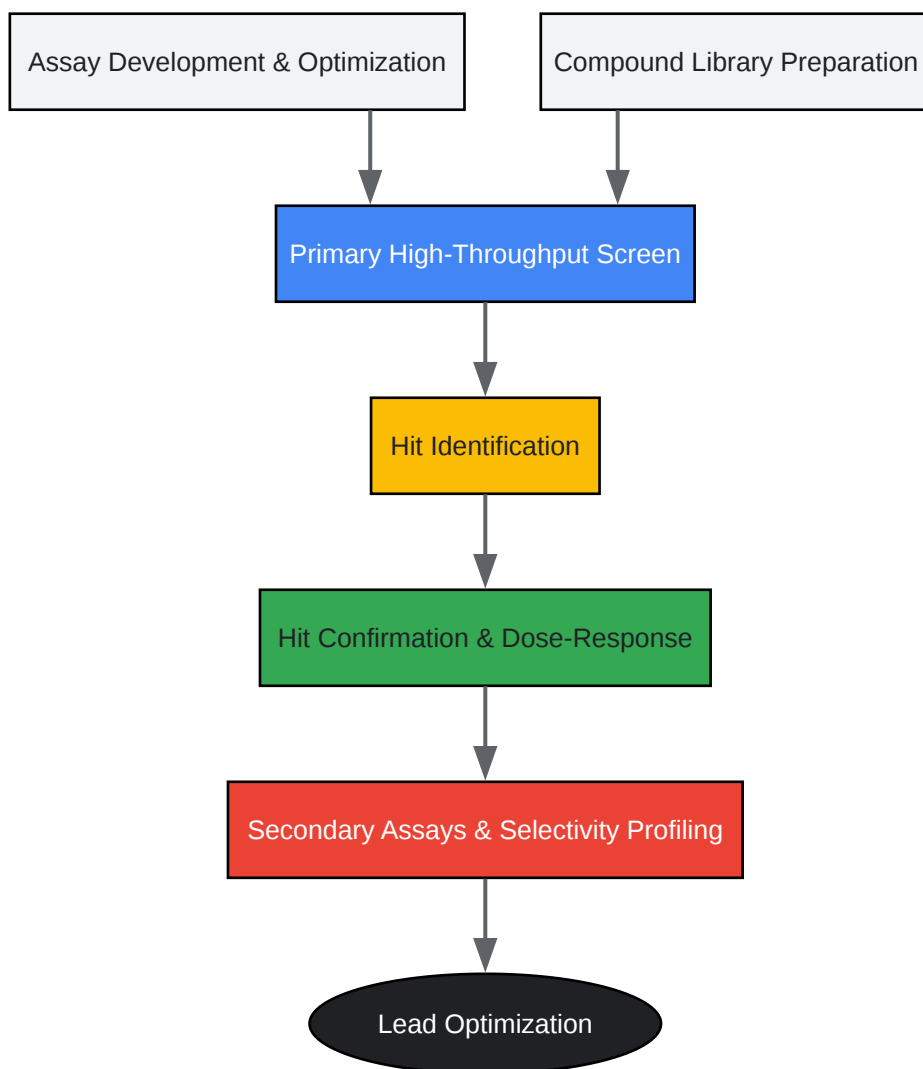 Assay Development & Optimization
Compound Library Preparation
Primary High-Throughput Screen
Hit Identification
Hit Confirmation & Dose-Response
Secondary Assays & Selectivity Profiling
Lead Optimization